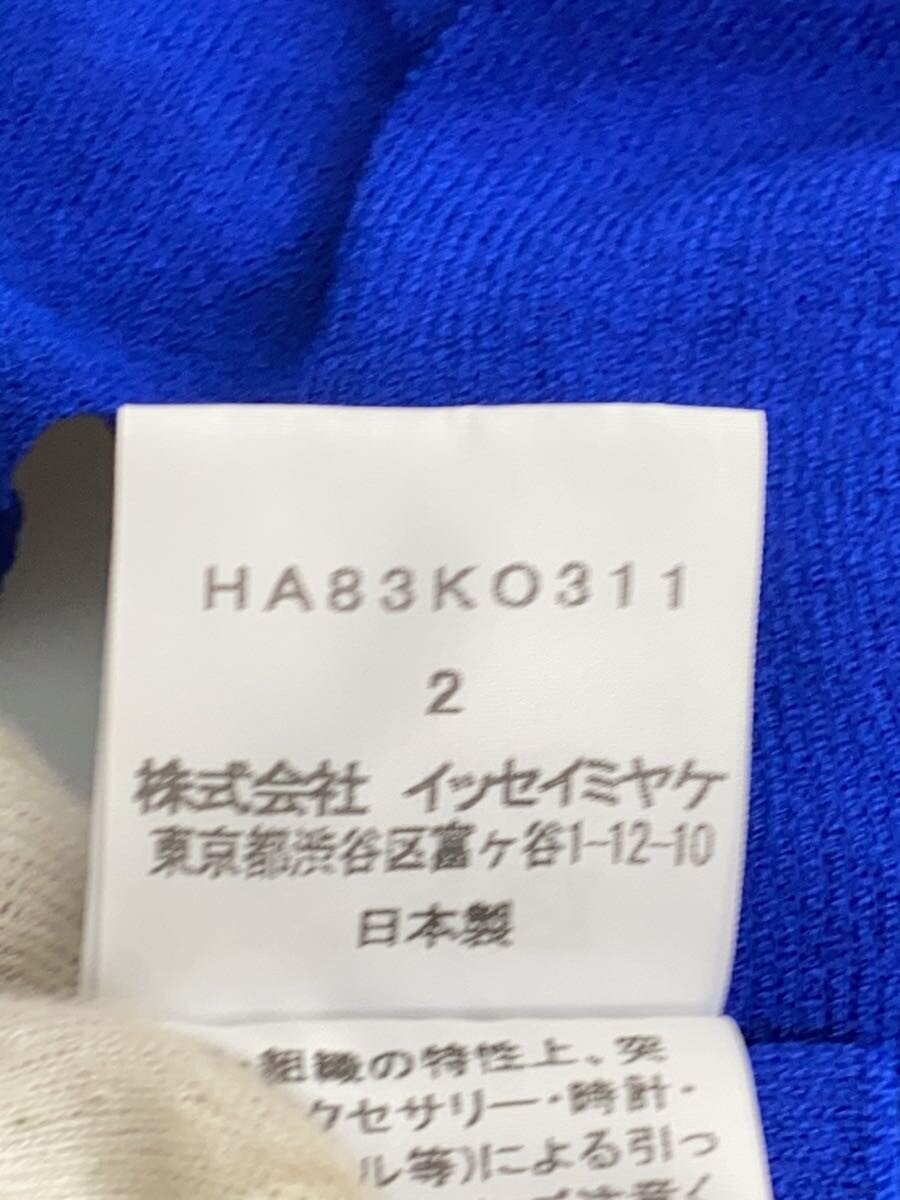 HA83KO311
2
株式会社 イッセイミヤケ
東京都渋谷区富ヶ谷1-12-10
日本製
組織の特性上、突
クセサリー・時計・
ル等)による引っ